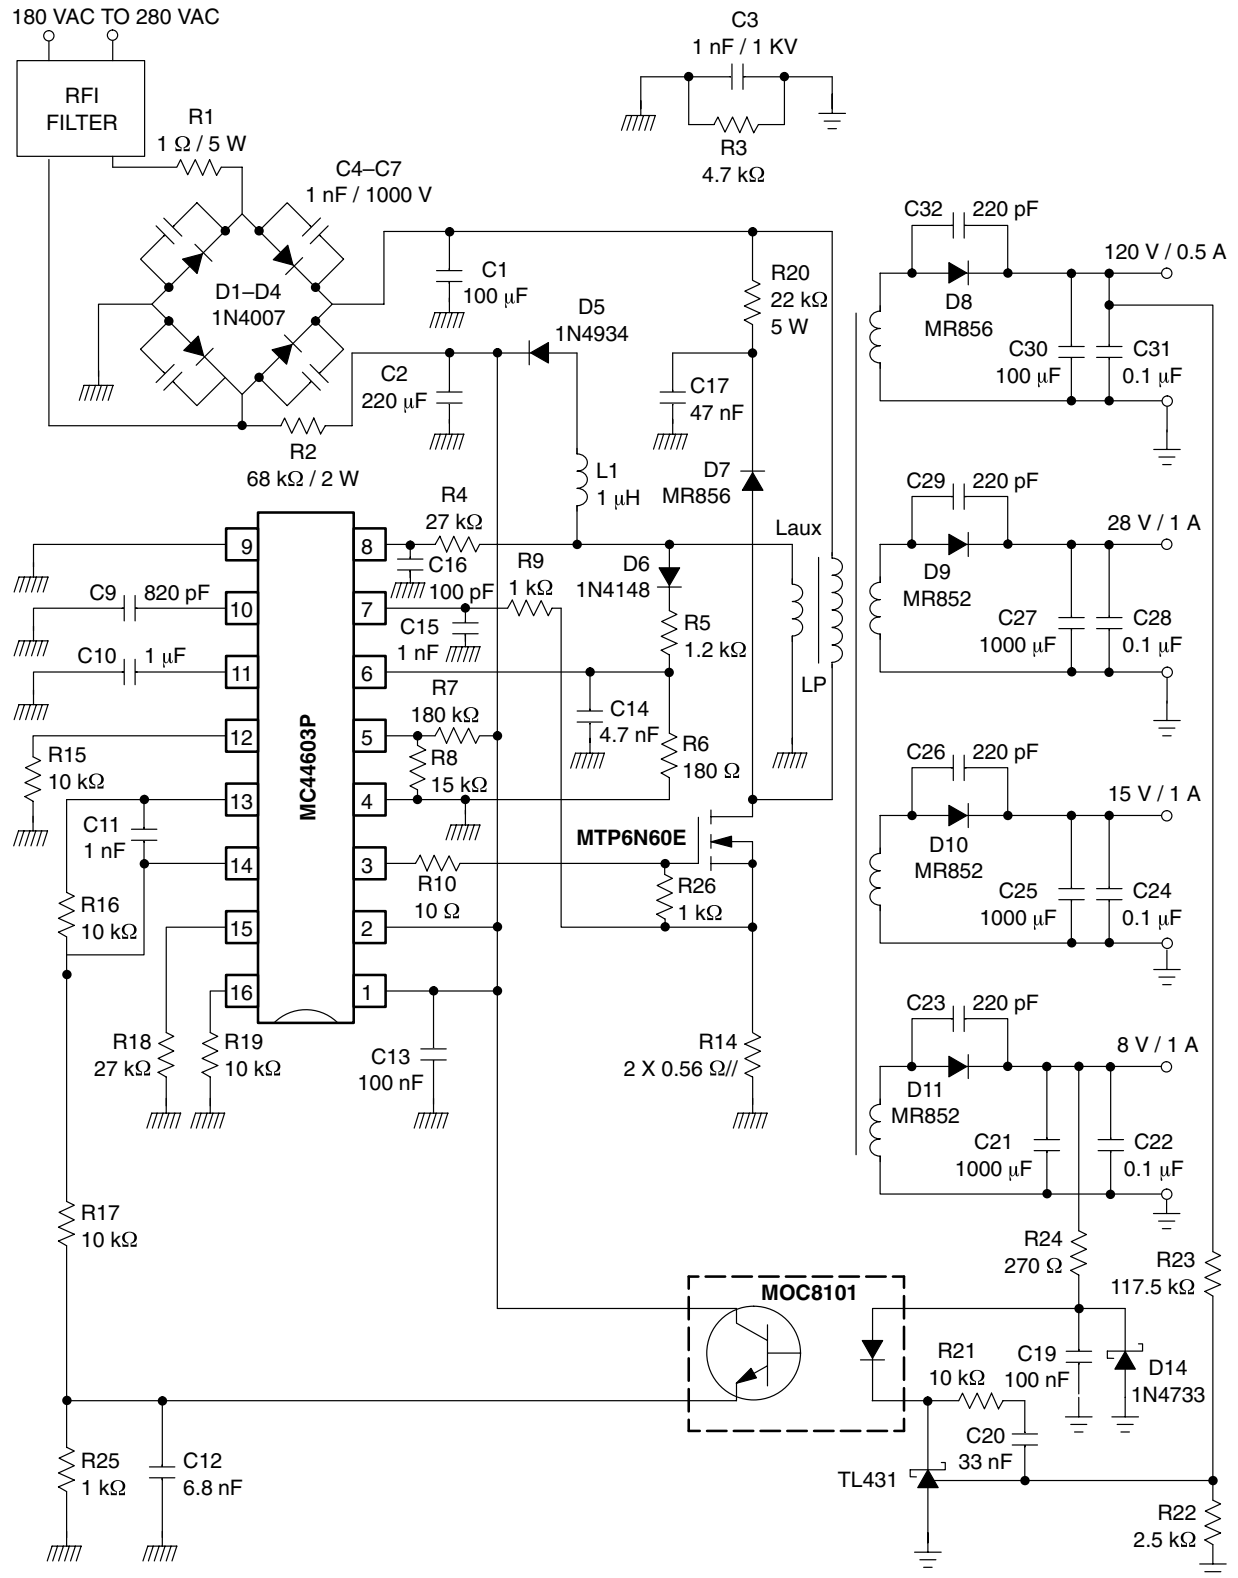 180 VAC TO 280 VAC
RFI
FILTER
R1
1 Ω / 5 W
C4–C7
1 nF / 1000 V
D1–D4
1N4007
C3
1 nF / 1 KV
R3
4.7 kΩ
C1
100 µF
D5
1N4934
C2
220 µF
R2
68 kΩ / 2 W
R20
22 kΩ
5 W
C17
47 nF
D7
MR856
L1
1 µH
R4
27 kΩ
C16
100 pF
R9
1 kΩ
D6
1N4148
Laux
LP
C15
1 nF
R5
1.2 kΩ
R7
180 kΩ
C14
4.7 nF
R8
15 kΩ
R6
180 Ω
MTP6N60E
R10
10 Ω
R26
1 kΩ
C13
100 nF
R14
2 X 0.56 Ω//
MC44603P
9
10
11
12
13
14
15
16
8
7
6
5
4
3
2
1
C9
820 pF
C10
1 µF
R15
10 kΩ
C11
1 nF
R16
10 kΩ
R18
27 kΩ
R19
10 kΩ
R17
10 kΩ
R25
1 kΩ
C12
6.8 nF
C32
220 pF
120 V / 0.5 A
D8
MR856
C30
100 µF
C31
0.1 µF
C29
220 pF
28 V / 1 A
D9
MR852
C27
1000 µF
C28
0.1 µF
C26
220 pF
15 V / 1 A
D10
MR852
C25
1000 µF
C24
0.1 µF
C23
220 pF
8 V / 1 A
D11
MR852
C21
1000 µF
C22
0.1 µF
R24
270 Ω
R23
117.5 kΩ
MOC8101
R21
10 kΩ
C19
100 nF
D14
1N4733
C20
33 nF
TL431
R22
2.5 kΩ